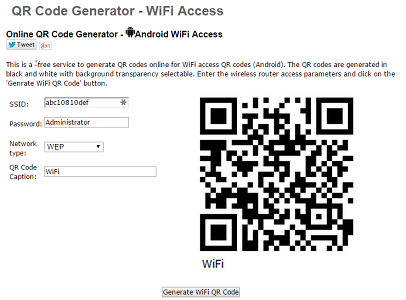 QR Code Generator - WiFi Access
Online QR Code Generator - Android WiFi Access
Tweet g+1
This is a *free service to generate QR codes online for WiFi access QR codes (Android). The QR codes are generated in
black and white with background transparency selectable. Enter the wireless router access parameters and click on the
'Genrate WiFi QR Code' button.
SSID: abc10810def
Password: Administrator
Network
type: WEP
QR Code
Caption: WiFi
WiFi
Generate WiFi QR Code